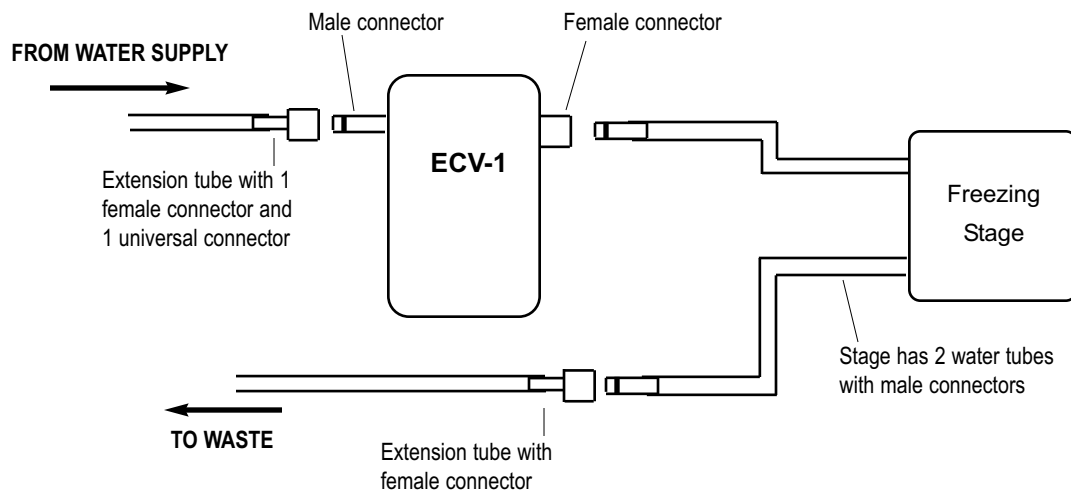 Male connector
Female connector
FROM WATER SUPPLY
ECV-1
Extension tube with 1
female connector and
1 universal connector
Freezing
Stage
Stage has 2 water tubes
with male connectors
TO WASTE
Extension tube with
female connector